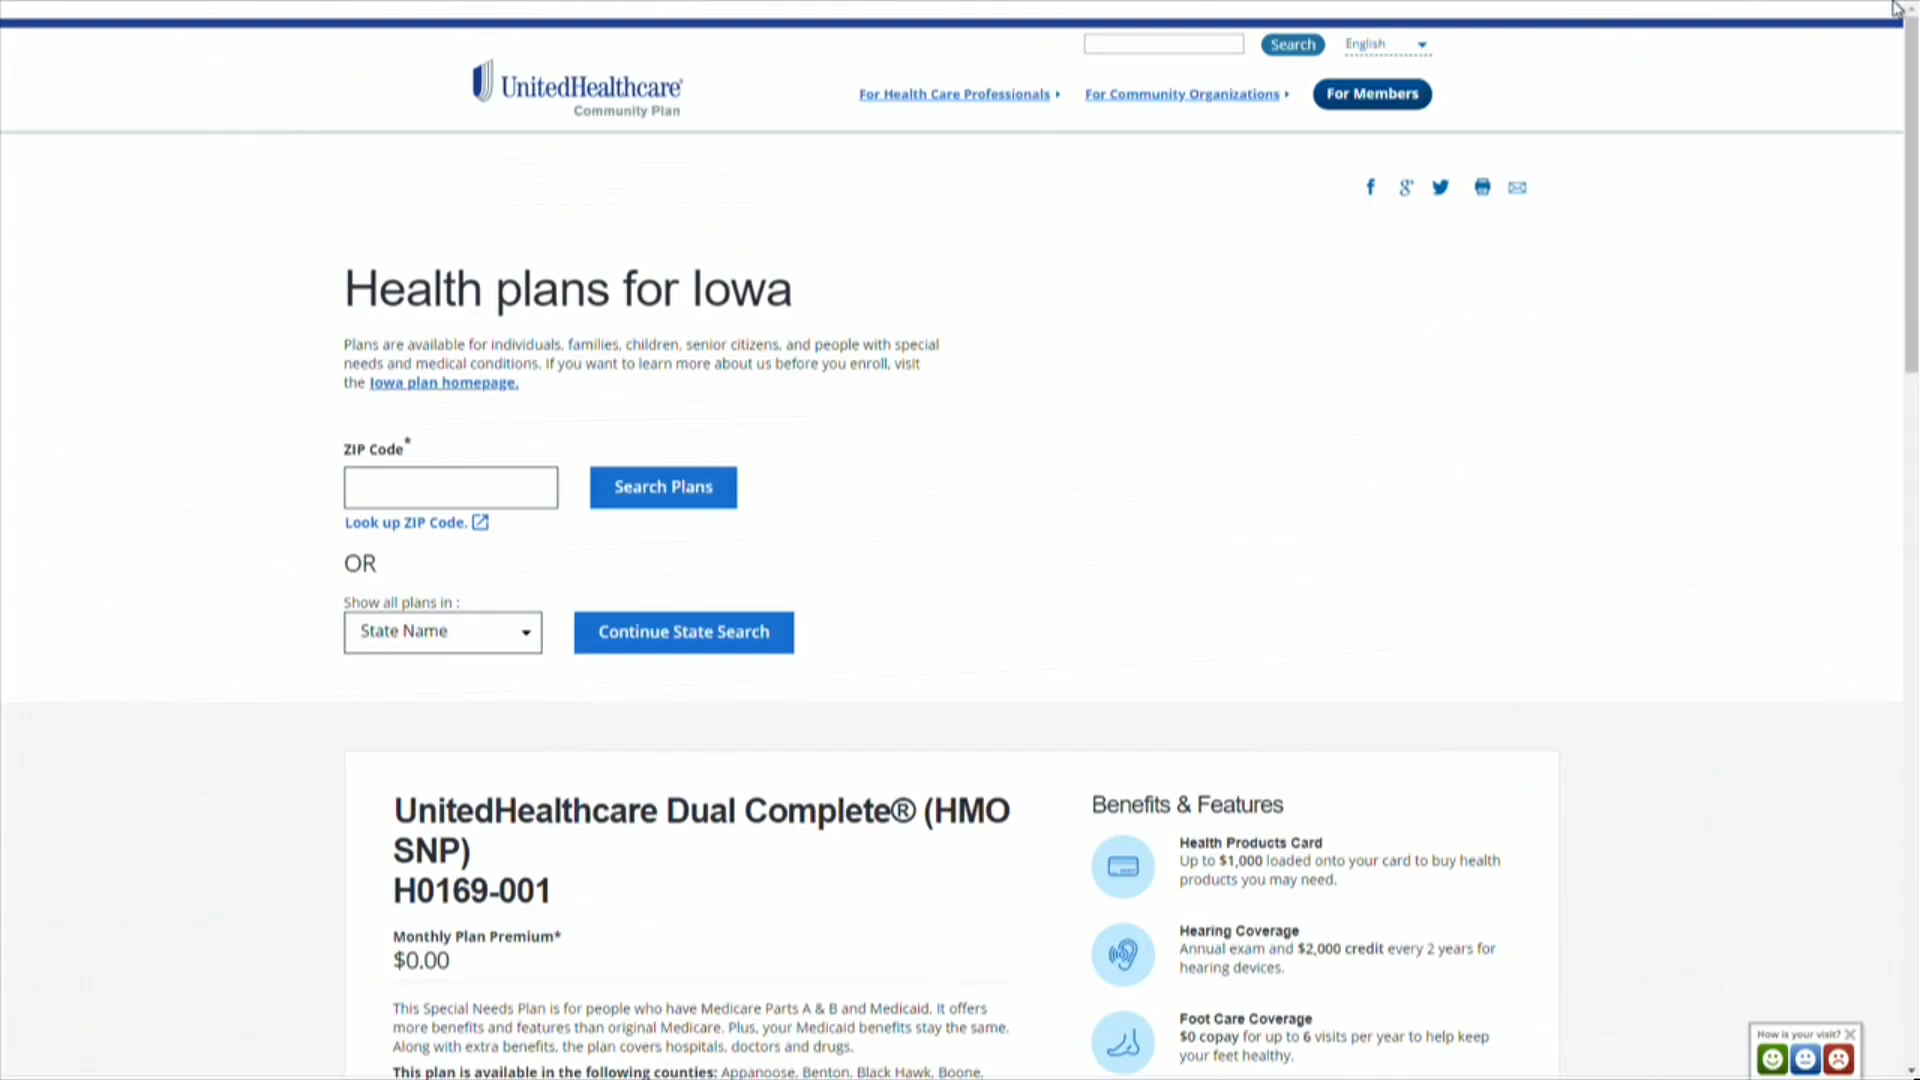 Search
English
UnitedHealthcare®
Community Plan
For Health Care Professionals
For Community Organizations
For Members
Health plans for Iowa
Plans are available for individuals, families, children, senior citizens, and people with special
needs and medical conditions. If you want to learn more about us before you enroll, visit
the Iowa plan homepage.
ZIP Code*
Search Plans
Look up ZIP Code.
OR
Show all plans in :
State Name
Continue State Search
UnitedHealthcare Dual Complete® (HMO
SNP)
H0169-001
Monthly Plan Premium*
$0.00
This Special Needs Plan is for people who have Medicare Parts A & B and Medicaid. It offers
more benefits and features than original Medicare. Plus, your Medicaid benefits stay the same.
Along with extra benefits, the plan covers hospitals, doctors and drugs.
This plan is available in the following counties: Appanoose, Benton, Black Hawk, Boone,
Benefits & Features
Health Products Card
Up to $1,000 loaded onto your card to buy health
products you may need.
Hearing Coverage
Annual exam and $2,000 credit every 2 years for
hearing devices.
Foot Care Coverage
$0 copay for up to 6 visits per year to help keep
your feet healthy.
How is your visit?